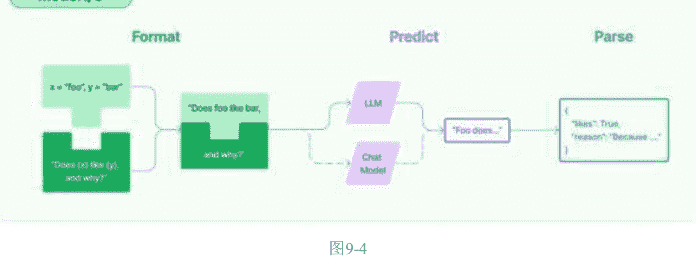 Format
Predict
Parse
x = "foo", y = "bar"
"Does {x} like {y},
and why?"
"Does foo like bar,
and why?"
LLM
Chat
Model
"Foo does..."
{
"likes": True,
"reason": "Because ..."
}
图9-4